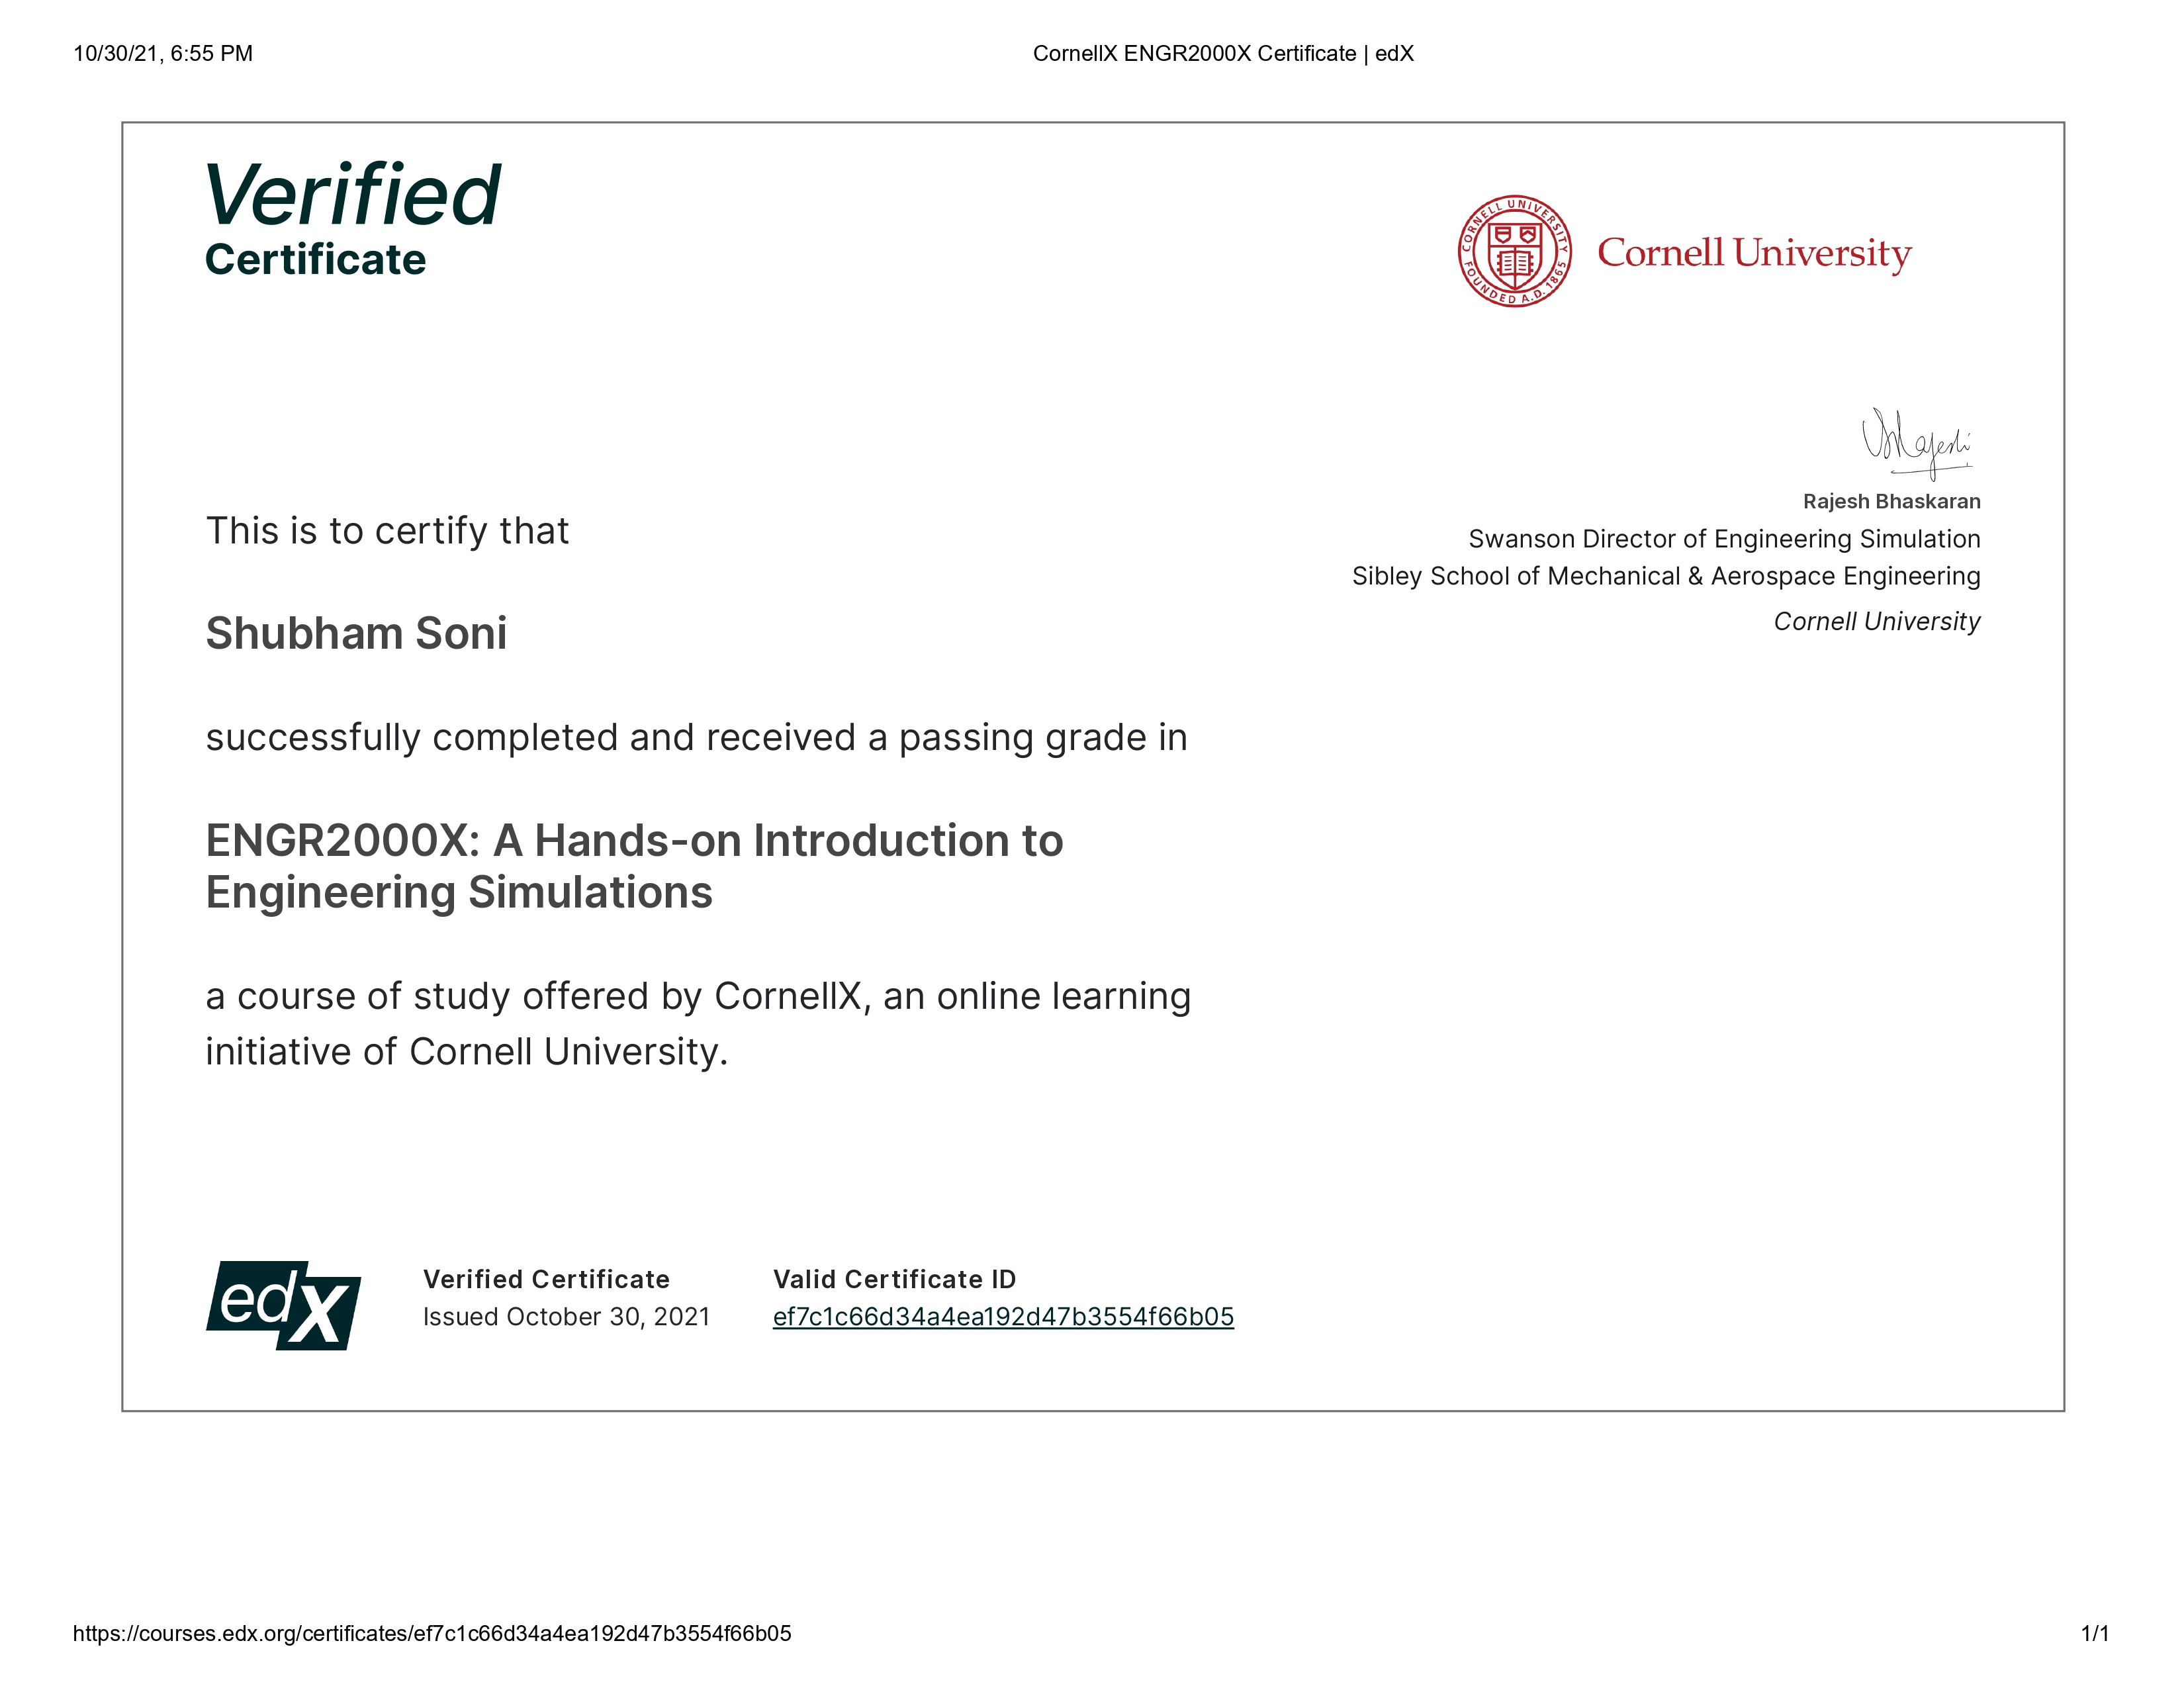 10/30/21, 6:55 PM
CornellX ENGR2000X Certificate | edX
Verified
Certificate
CORNELL UNIVERSITY
FOUNDED A.D. 1865
Cornell University
Rajesh Bhaskaran
Swanson Director of Engineering Simulation
Sibley School of Mechanical & Aerospace Engineering
Cornell University
This is to certify that
Shubham Soni
successfully completed and received a passing grade in
ENGR2000X: A Hands-on Introduction to
Engineering Simulations
a course of study offered by CornellX, an online learning
initiative of Cornell University.
edX
Verified Certificate
Issued October 30, 2021
Valid Certificate ID
ef7c1c66d34a4ea192d47b3554f66b05
https://courses.edx.org/certificates/ef7c1c66d34a4ea192d47b3554f66b05
1/1